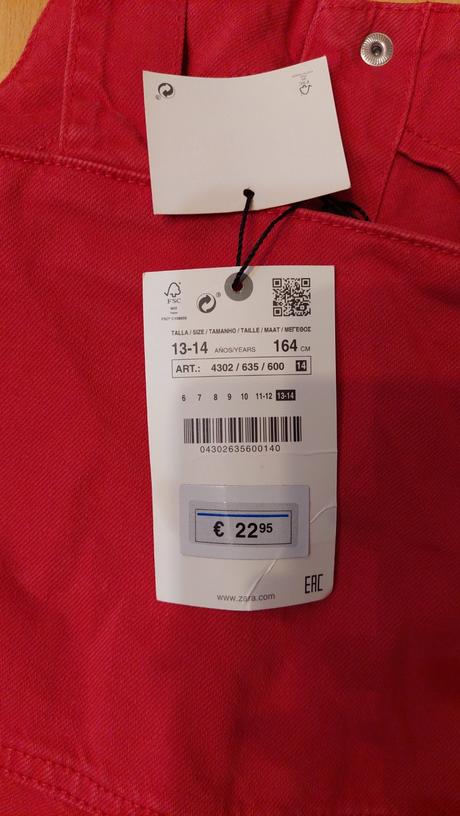 FSC
TALLA / SIZE / TAMANHO / TAILLE / MAAT / ΜΕΓΕΘΟΣ
13-14 AÑOS/YEARS 164 CM
ART.: 4302 / 635 / 600 14
6 7 8 9 10 11-12 13-14
04302635600140
€ 22 95
www.zara.com
EAC